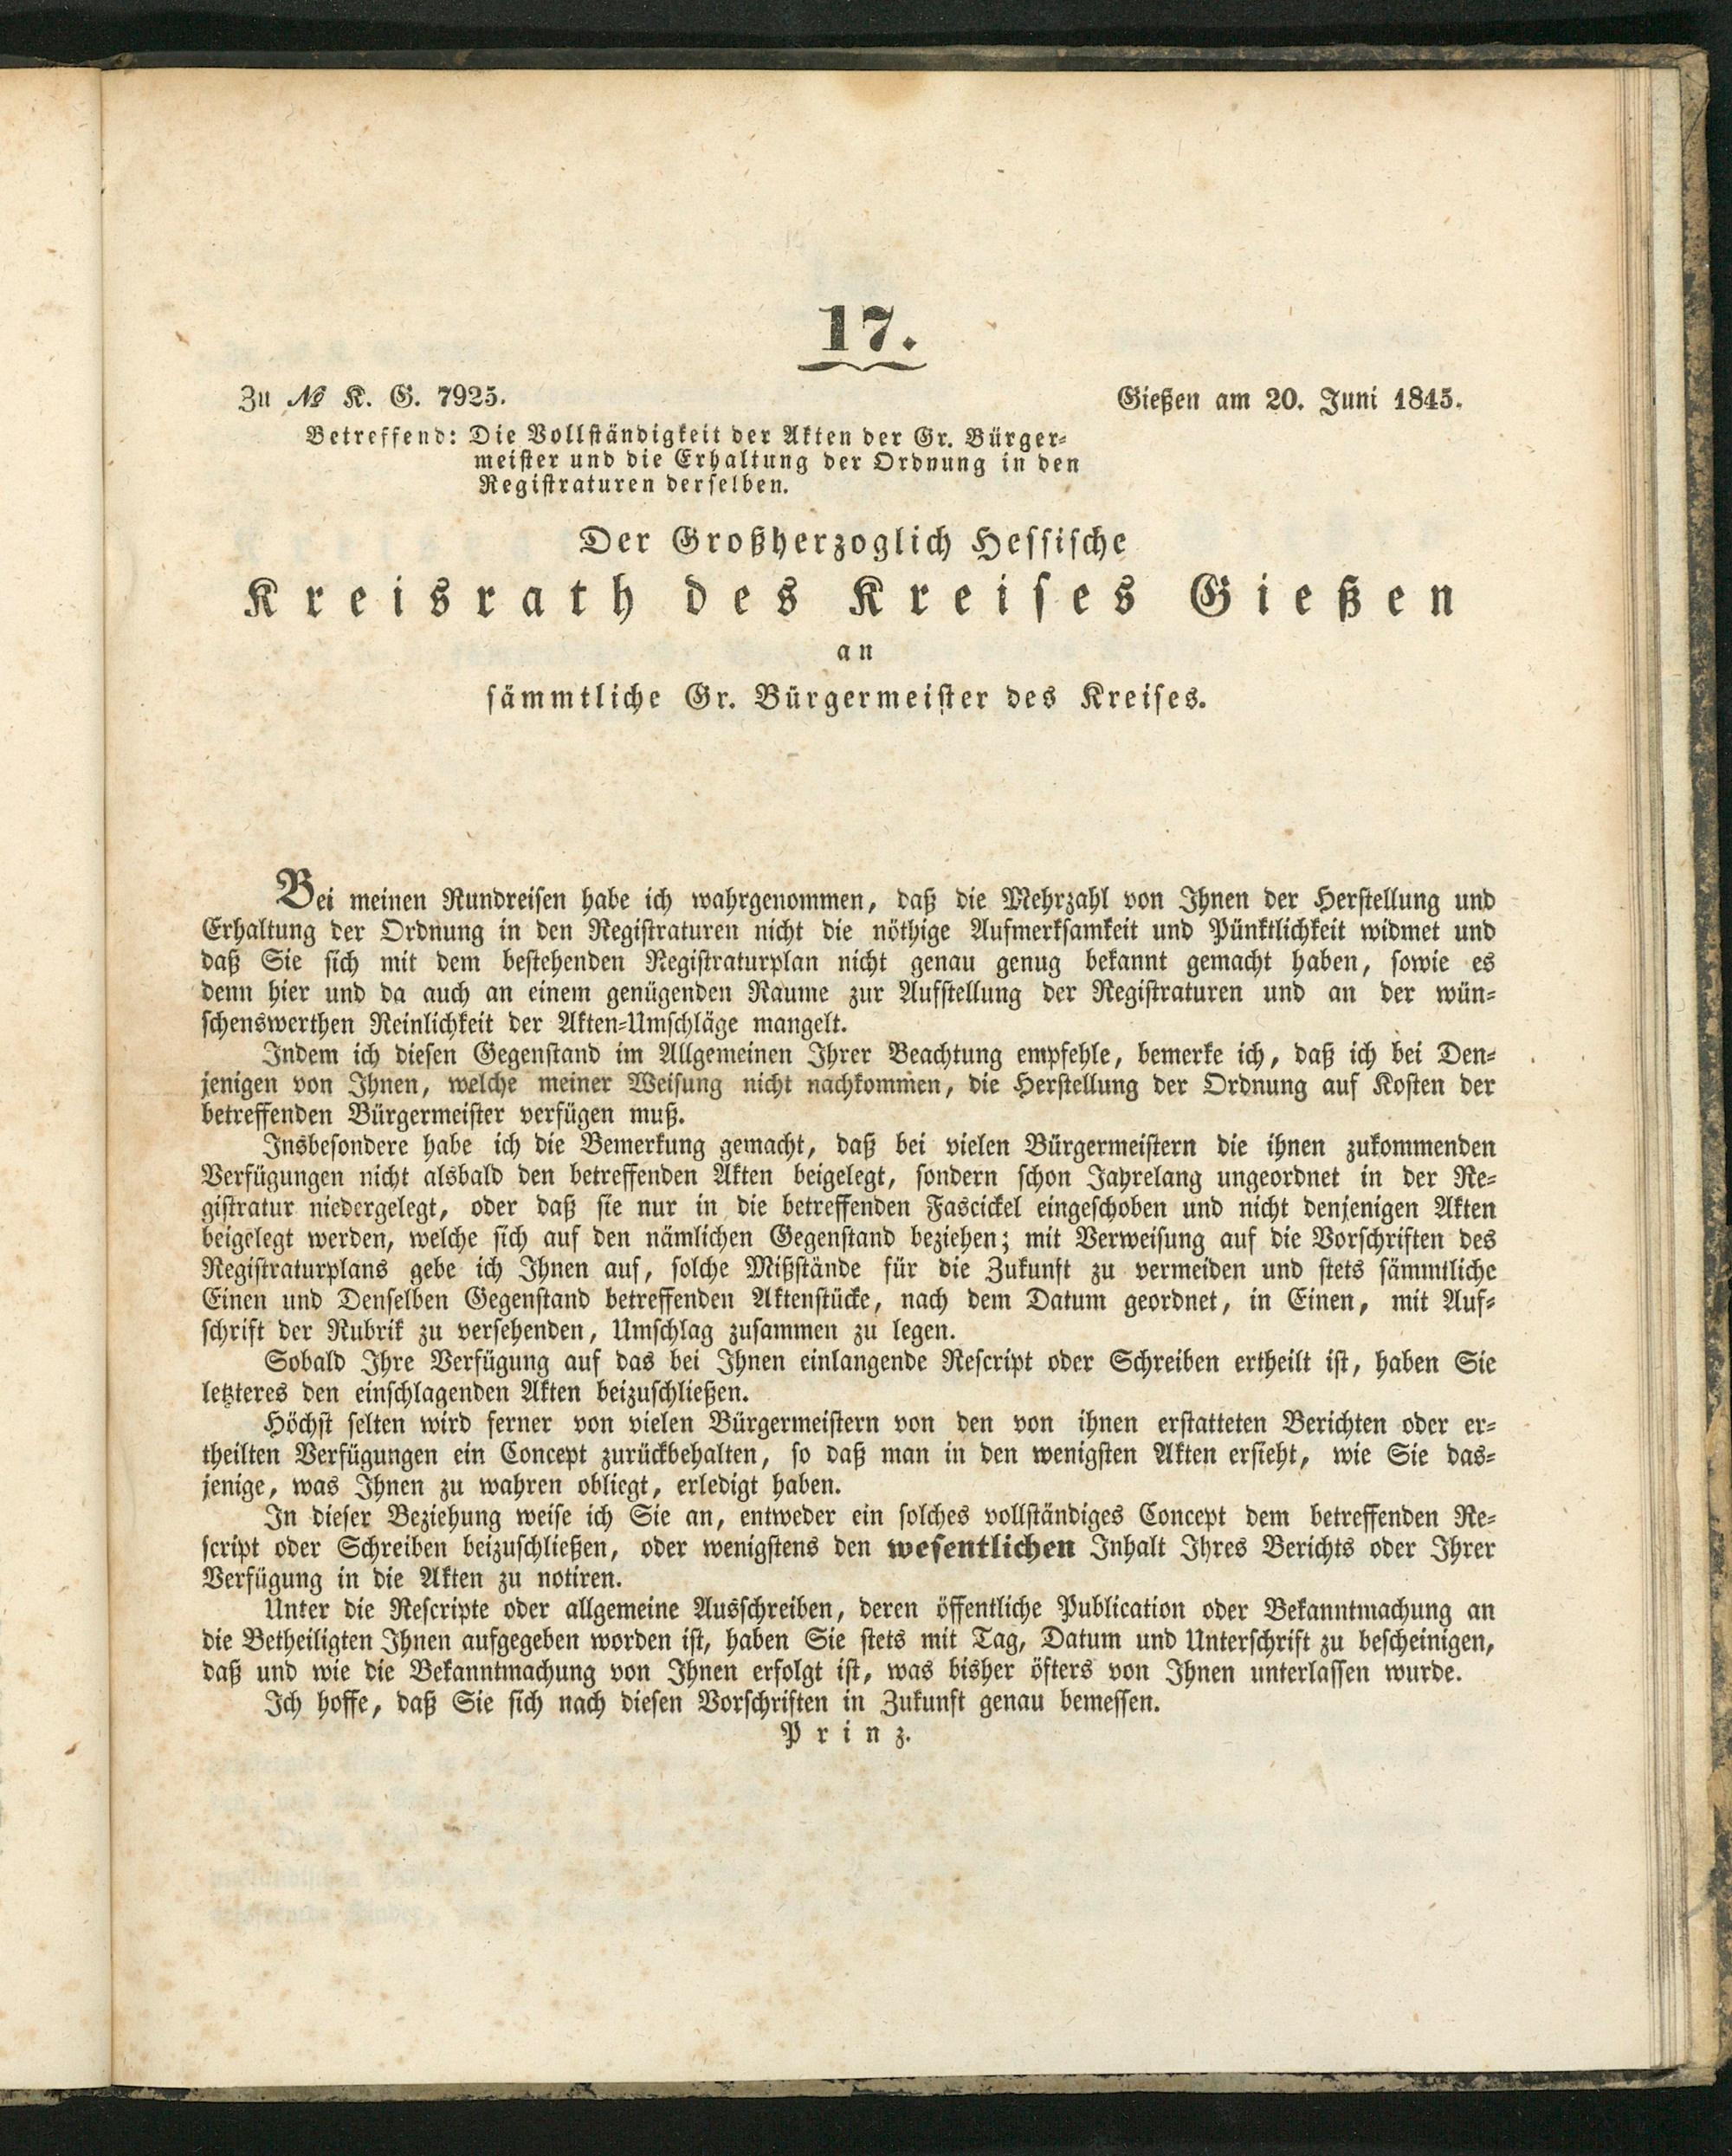 17.
Zu № K. G. 7925.
Gießen am 20. Juni 1845.
Betreffend: Die Vollständigkeit der Akten der Gr. Bürger-
meister und die Erhaltung der Ordnung in den
Registraturen derselben.
Der Großherzoglich Hessische
Kreisrath des Kreises Gießen
an
sämmtliche Gr. Bürgermeister des Kreises.
Bei meinen Rundreisen habe ich wahrgenommen, daß die Mehrzahl von Ihnen der Herstellung und
Erhaltung der Ordnung in den Registraturen nicht die nöthige Aufmerksamkeit und Pünktlichkeit widmet und
daß Sie sich mit dem bestehenden Registraturplan nicht genau genug bekannt gemacht haben, sowie es
denn hier und da auch an einem genügenden Raume zur Aufstellung der Registraturen und an der wün-
schenswerthen Reinlichkeit der Akten-Umschläge mangelt.
Indem ich diesen Gegenstand im Allgemeinen Ihrer Beachtung empfehle, bemerke ich, daß ich bei Den-
jenigen von Ihnen, welche meiner Weisung nicht nachkommen, die Herstellung der Ordnung auf Kosten der
betreffenden Bürgermeister verfügen muß.
Insbesondere habe ich die Bemerkung gemacht, daß bei vielen Bürgermeistern die ihnen zukommenden
Verfügungen nicht alsbald den betreffenden Akten beigelegt, sondern schon Jahrelang ungeordnet in der Re-
gistratur niedergelegt, oder daß sie nur in die betreffenden Fascickel eingeschoben und nicht denjenigen Akten
beigelegt werden, welche sich auf den nämlichen Gegenstand beziehen; mit Verweisung auf die Vorschriften des
Registraturplans gebe ich Ihnen auf, solche Mißstände für die Zukunft zu vermeiden und stets sämmtliche
Einen und Denselben Gegenstand betreffenden Aktenstücke, nach dem Datum geordnet, in Einen, mit Auf-
schrift der Rubrik zu versehenden, Umschlag zusammen zu legen.
Sobald Ihre Verfügung auf das bei Ihnen einlangende Rescript oder Schreiben ertheilt ist, haben Sie
letzteres den einschlagenden Akten beizuschließen.
Höchst selten wird ferner von vielen Bürgermeistern von den von ihnen erstatteten Berichten oder er-
theilten Verfügungen ein Concept zurückbehalten, so daß man in den wenigsten Akten ersieht, wie Sie das-
jenige, was Ihnen zu wahren obliegt, erledigt haben.
In dieser Beziehung weise ich Sie an, entweder ein solches vollständiges Concept dem betreffenden Re-
script oder Schreiben beizuschließen, oder wenigstens den wesentlichen Inhalt Ihres Berichts oder Ihrer
Verfügung in die Akten zu notiren.
Unter die Rescripte oder allgemeine Ausschreiben, deren öffentliche Publication oder Bekanntmachung an
die Betheiligten Ihnen aufgegeben worden ist, haben Sie stets mit Tag, Datum und Unterschrift zu bescheinigen,
daß und wie die Bekanntmachung von Ihnen erfolgt ist, was bisher öfters von Ihnen unterlassen wurde.
Ich hoffe, daß Sie sich nach diesen Vorschriften in Zukunft genau bemessen.
Prinz.